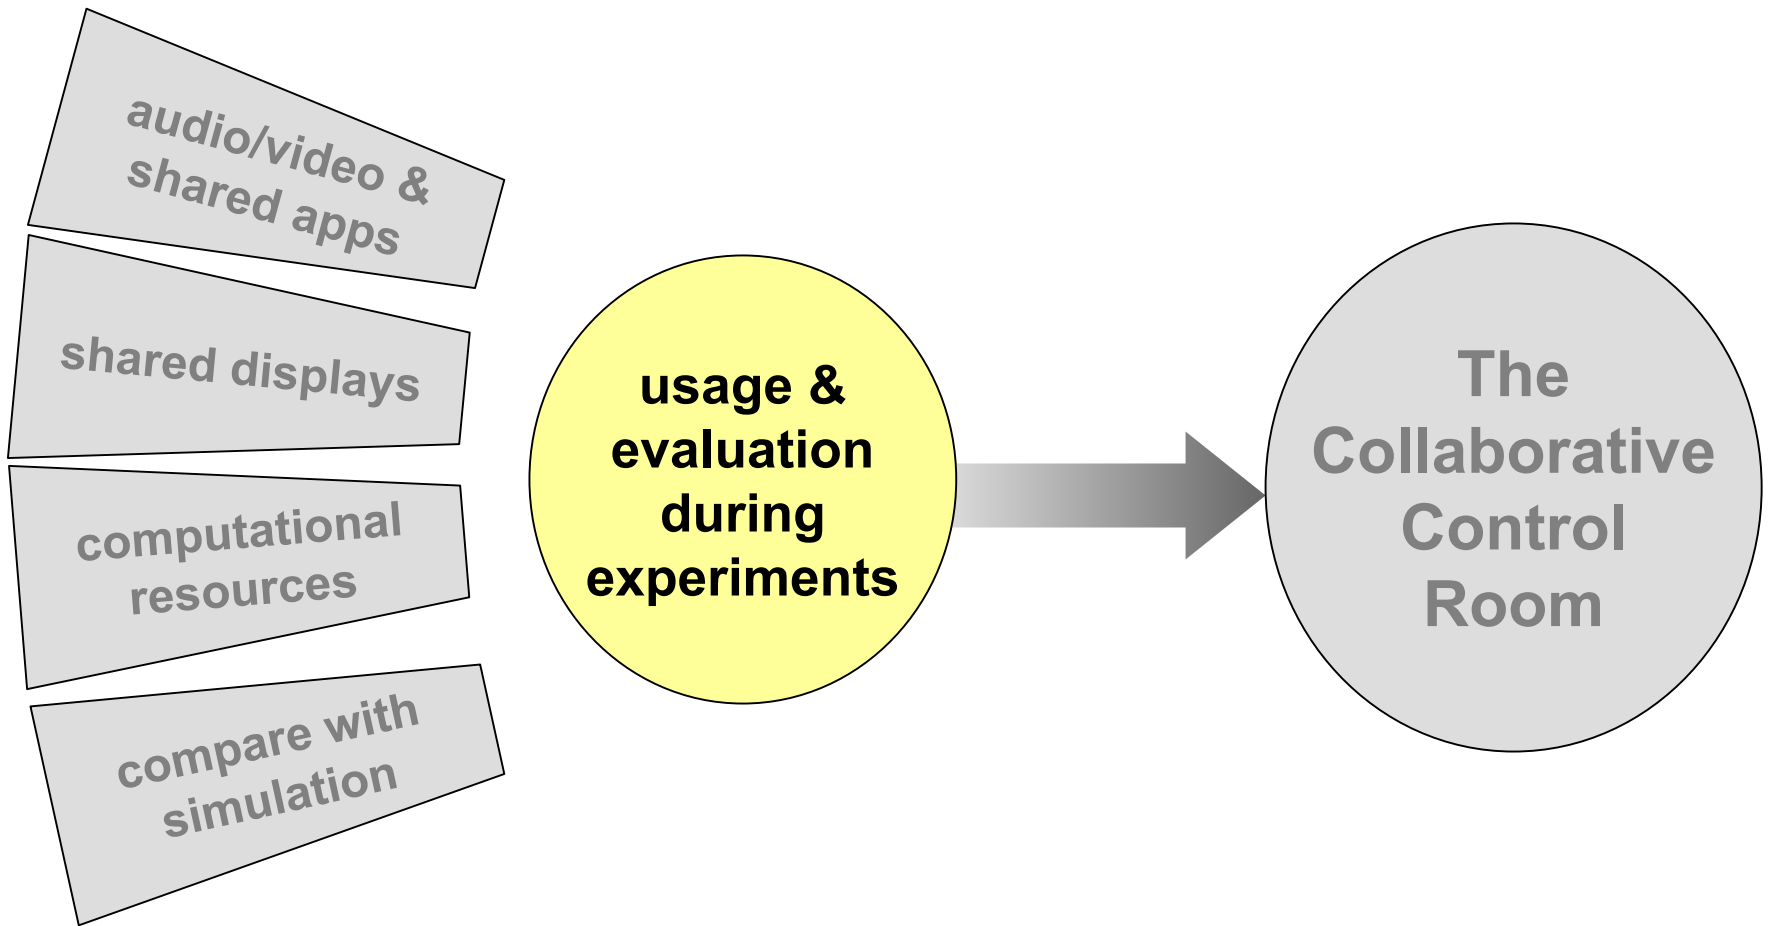 audio/video &
shared apps
shared displays
computational
resources
compare with
simulation
usage &
evaluation
during
experiments
The
Collaborative
Control
Room